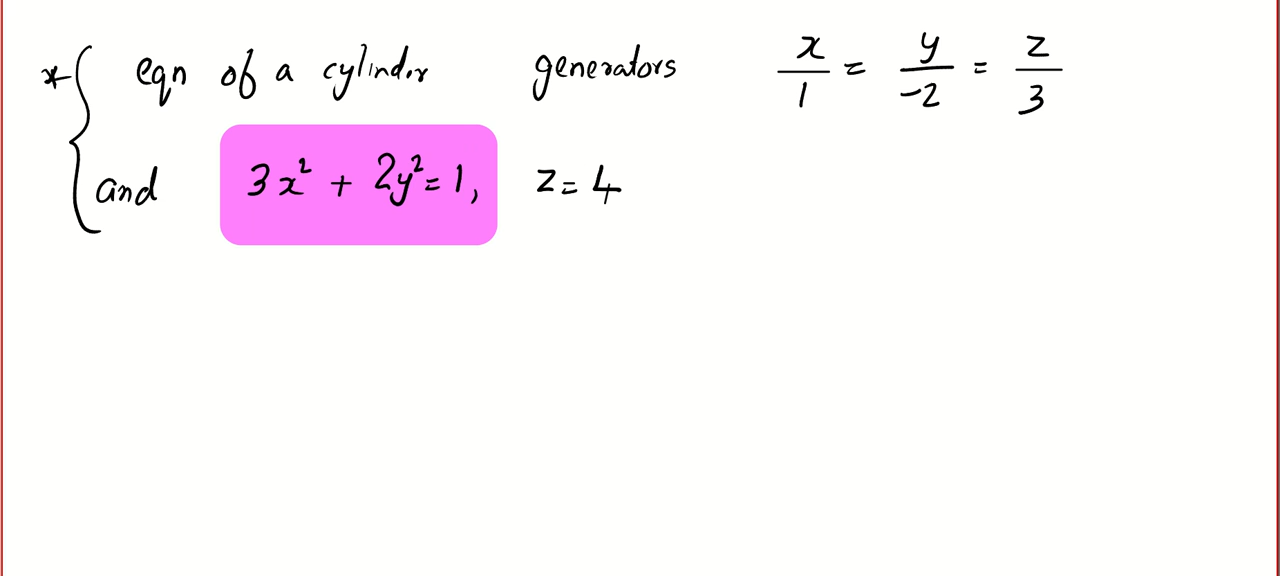 * { eqn of a cylinder generators x/1 = y/-2 = z/3
and 3x² + 2y² = 1, z = 4